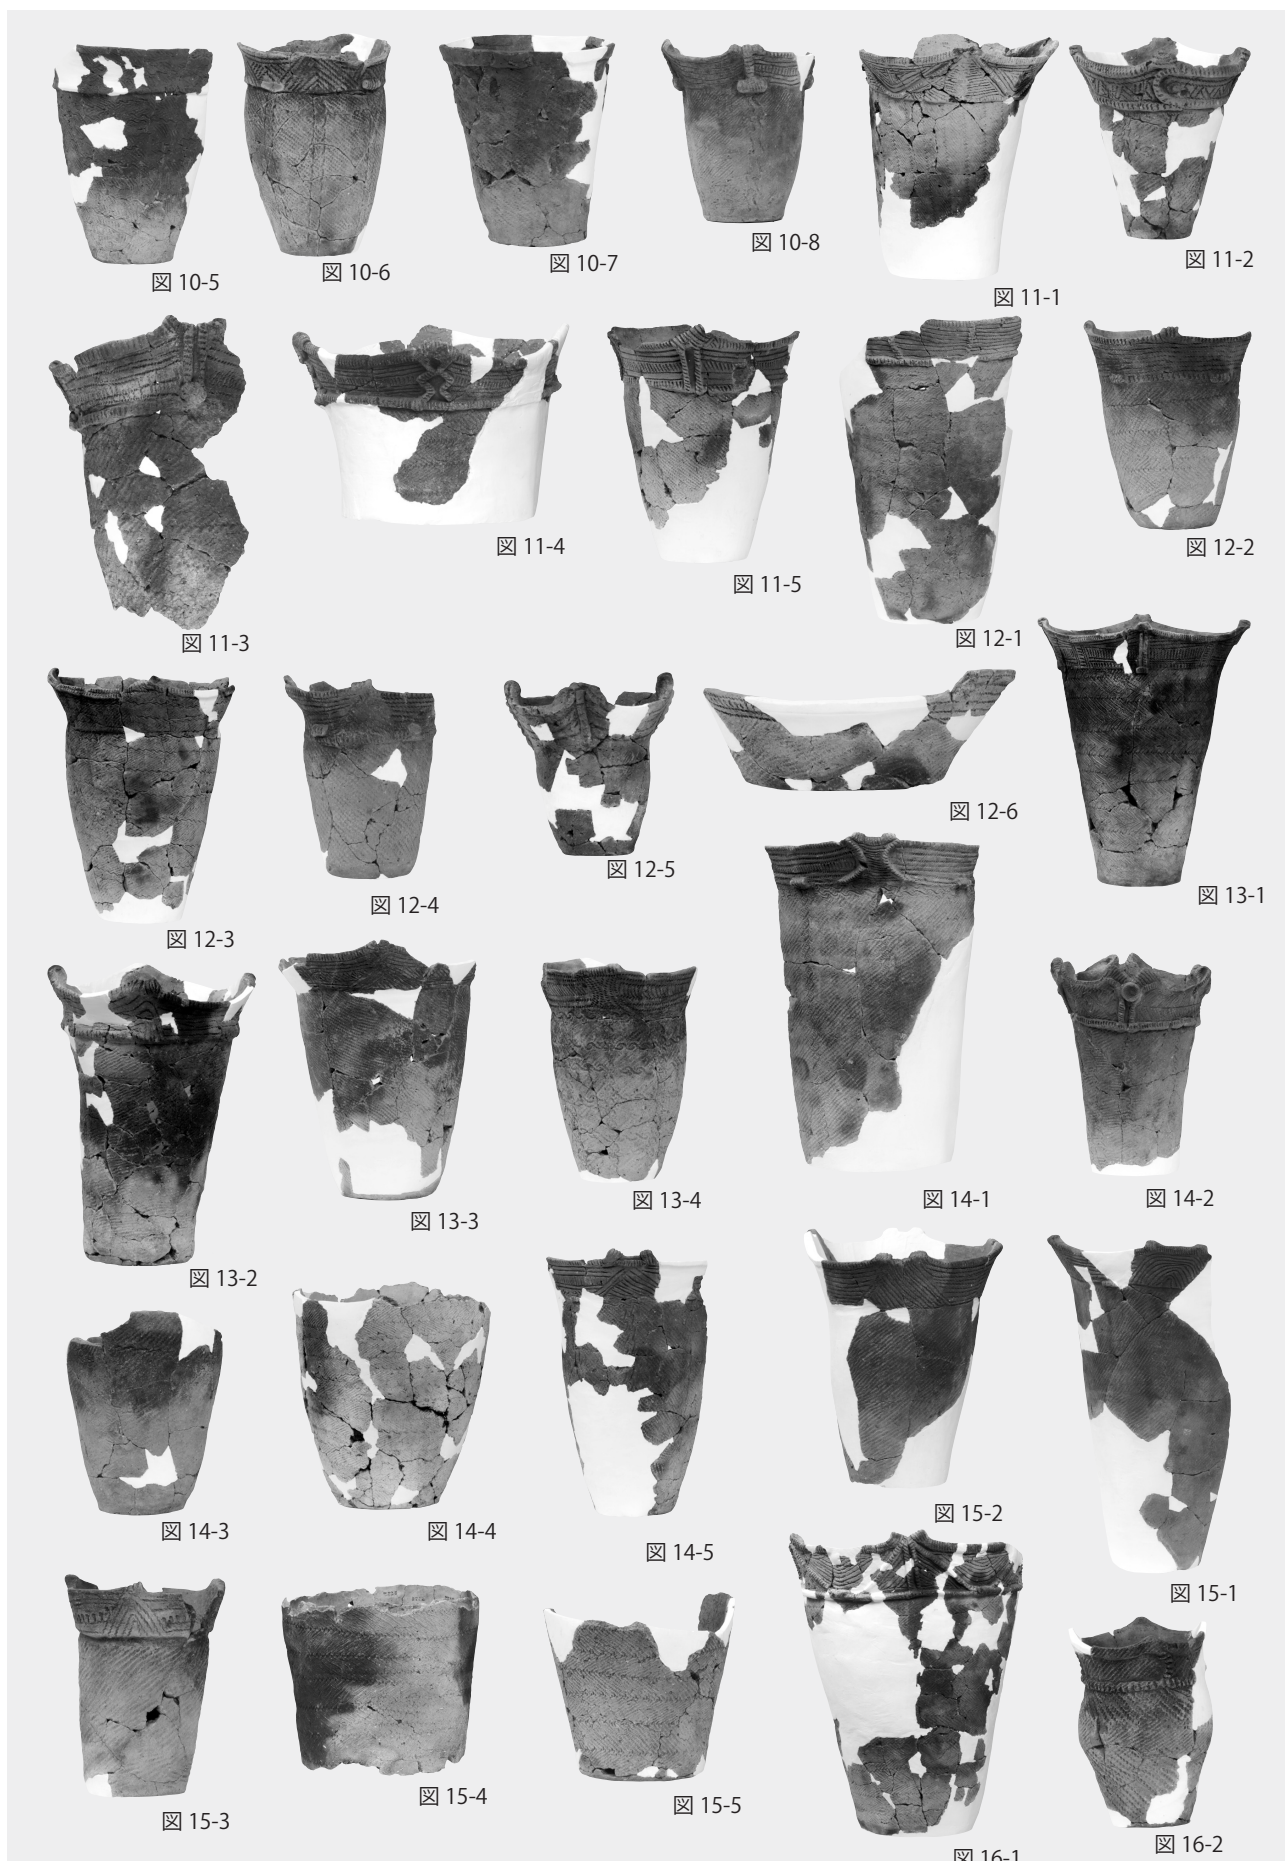 図 10-5
図 10-6
図 10-7
図 10-8
図 11-1
図 11-2
図 11-3
図 11-4
図 11-5
図 12-1
図 12-2
図 12-3
図 12-4
図 12-5
図 12-6
図 13-1
図 13-2
図 13-3
図 13-4
図 14-1
図 14-2
図 14-3
図 14-4
図 14-5
図 15-2
図 15-1
図 15-3
図 15-4
図 15-5
図 16-1
図 16-2